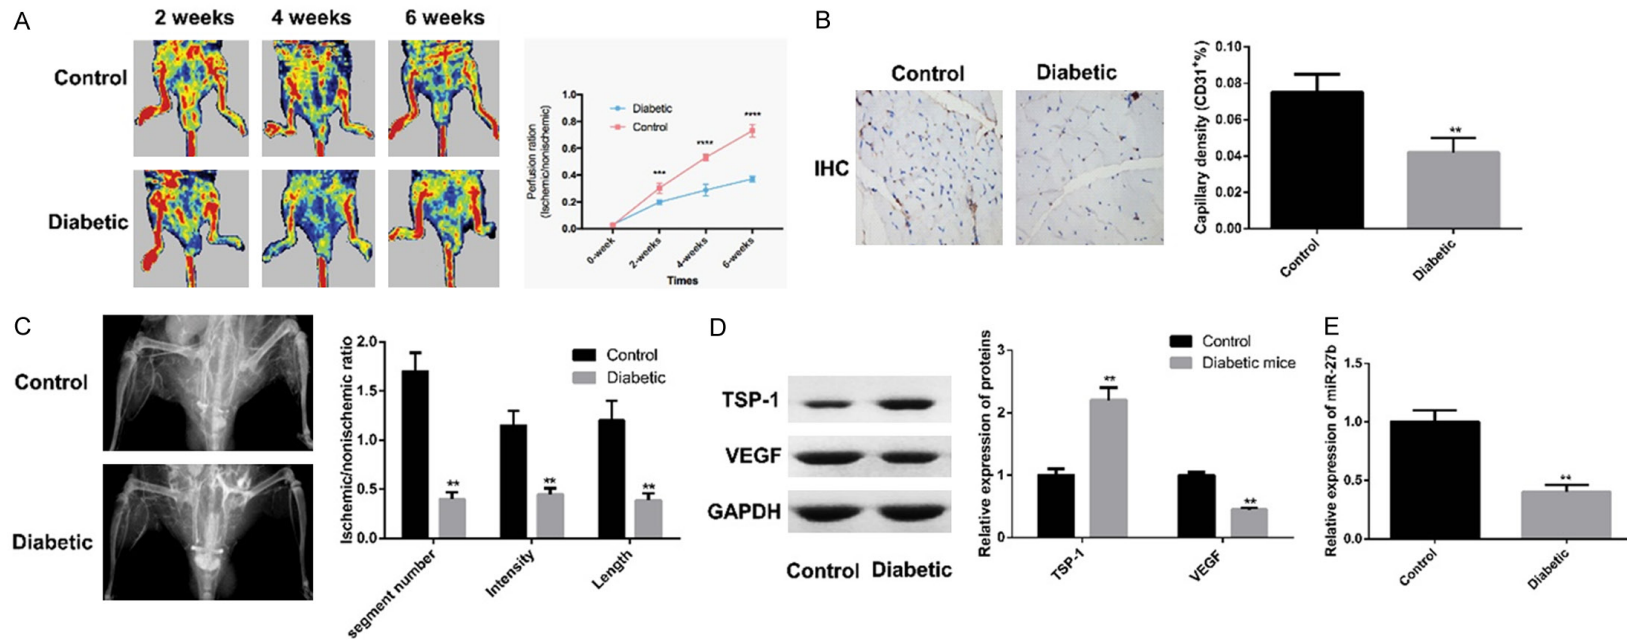 A
2 weeks 4 weeks 6 weeks
Control
Diabetic
Perfusion ration
(Ischemic/nonischemic)
1.0
0.8
0.6
0.4
0.2
0.0
Diabetic
Control
***
****
****
0-week
2-weeks
4-weeks
6-weeks
Times
B
Control Diabetic
IHC
Capillary density (CD31+%)
0.10
0.08
0.06
0.04
0.02
0.00
**
Control
Diabetic
C
Control
Diabetic
Ischemic/nonischemic ratio
2.0
1.5
1.0
0.5
0.0
Control
Diabetic
**
**
**
segment number
Intensity
Length
D
TSP-1
VEGF
GAPDH
Control Diabetic
Relative expression of proteins
3
2
1
0
Control
Diabetic mice
**
**
TSP-1
VEGF
E
Relative expression of miR-27b
1.5
1.0
0.5
0.0
**
Control
Diabetic